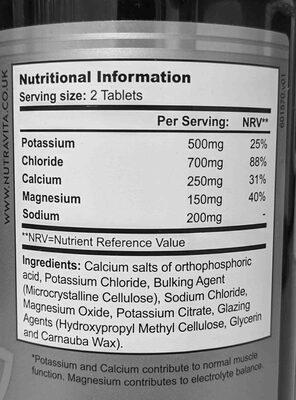 Nutritional Information
Serving size: 2 Tablets
Per Serving: NRV**
Potassium 500mg 25%
Chloride 700mg 88%
Calcium 250mg 31%
Magnesium 150mg 40%
Sodium 200mg -
**NRV=Nutrient Reference Value
Ingredients: Calcium salts of orthophosphoric
acid, Potassium Chloride, Bulking Agent
(Microcrystalline Cellulose), Sodium Chloride,
Magnesium Oxide, Potassium Citrate, Glazing
Agents (Hydroxypropyl Methyl Cellulose, Glycerin
and Carnauba Wax).
*Potassium and Calcium contribute to normal muscle
function. Magnesium contributes to electrolyte balance.
WWW.NUTRAVITA.CO.UK